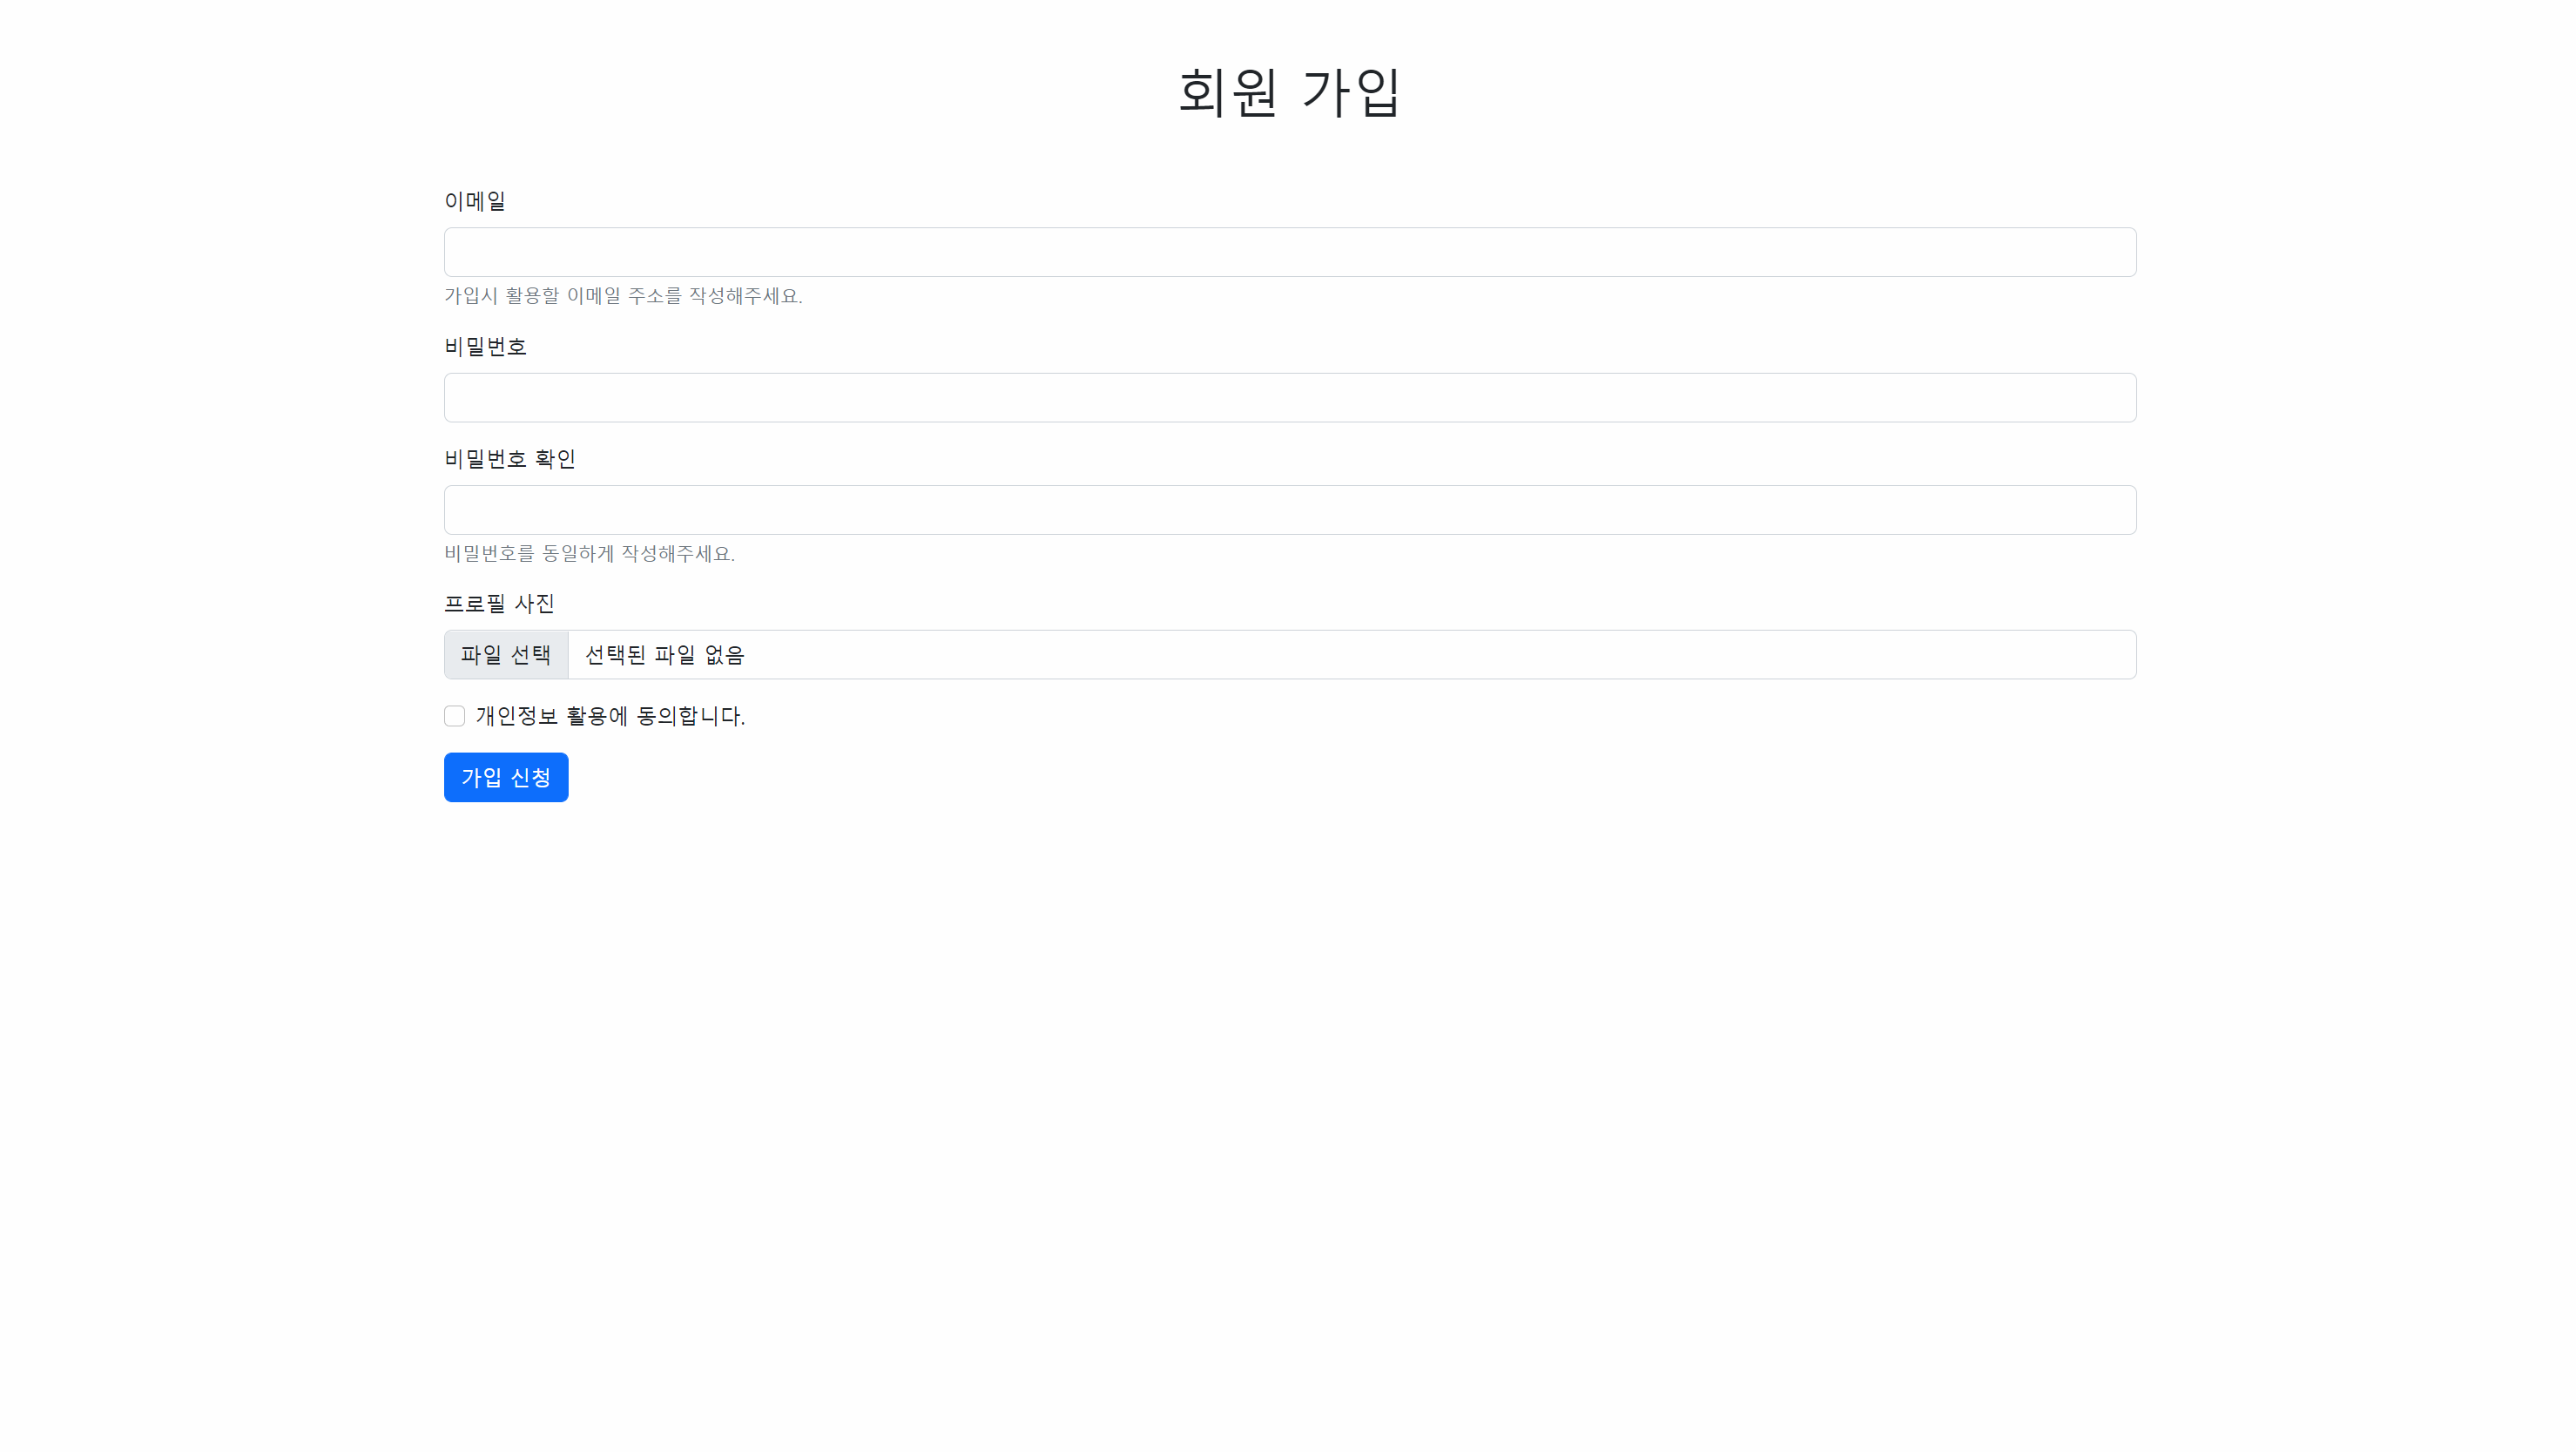 회원 가입
이메일
가입시 활용할 이메일 주소를 작성해주세요.
비밀번호
비밀번호 확인
비밀번호를 동일하게 작성해주세요.
프로필 사진
파일 선택 선택된 파일 없음
개인정보 활용에 동의합니다.
가입 신청